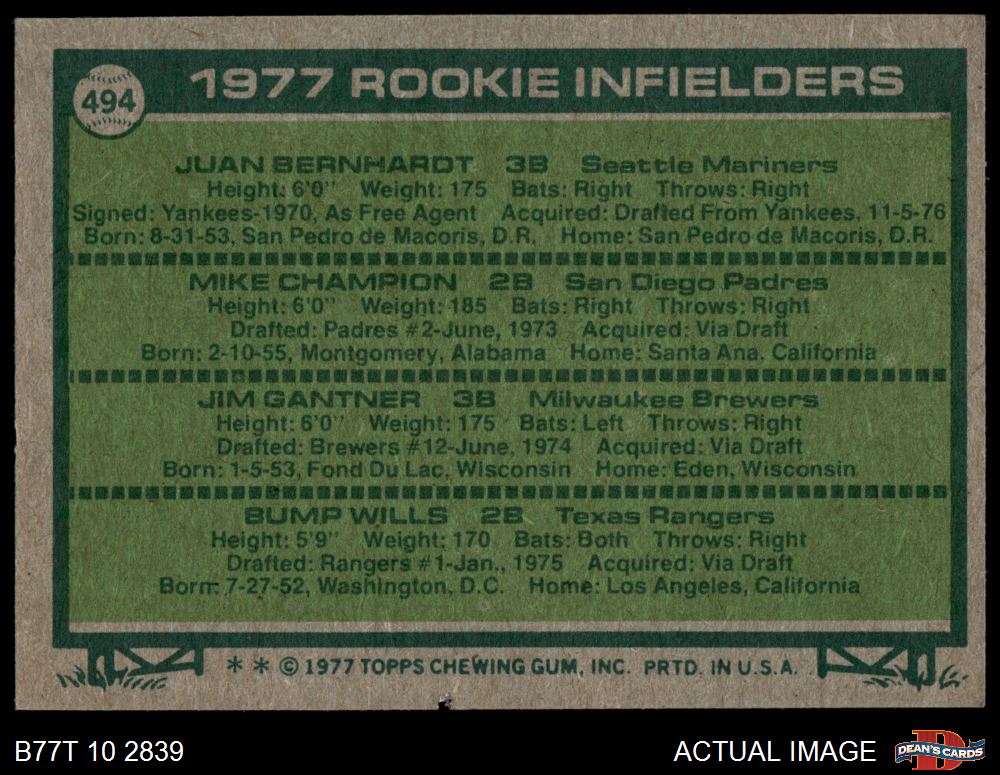 494
1977 ROOKIE INFIELDERS
JUAN BERNHARDT 3B Seattle Mariners
Height: 6'0" Weight: 175 Bats: Right Throws: Right
Signed: Yankees-1970, As Free Agent Acquired: Drafted From Yankees, 11-5-76
Born: 8-31-53, San Pedro de Macoris, D.R. Home: San Pedro de Macoris, D.R.
MIKE CHAMPION 2B San Diego Padres
Height: 6'0" Weight: 185 Bats: Right Throws: Right
Drafted: Padres #2-June, 1973 Acquired: Via Draft
Born: 2-10-55, Montgomery, Alabama Home: Santa Ana, California
JIM GANTNER 3B Milwaukee Brewers
Height: 6'0" Weight: 175 Bats: Left Throws: Right
Drafted: Brewers #12-June, 1974 Acquired: Via Draft
Born: 1-5-53, Fond Du Lac, Wisconsin Home: Eden, Wisconsin
BUMP WILLS 2B Texas Rangers
Height: 5'9" Weight: 170 Bats: Both Throws: Right
Drafted: Rangers #1-Jan., 1975 Acquired: Via Draft
Born: 7-27-52, Washington, D.C. Home: Los Angeles, California
** © 1977 TOPPS CHEWING GUM, INC. PRTD. IN U.S.A.
B77T 10 2839 ACTUAL IMAGE
DEAN'S CARDS